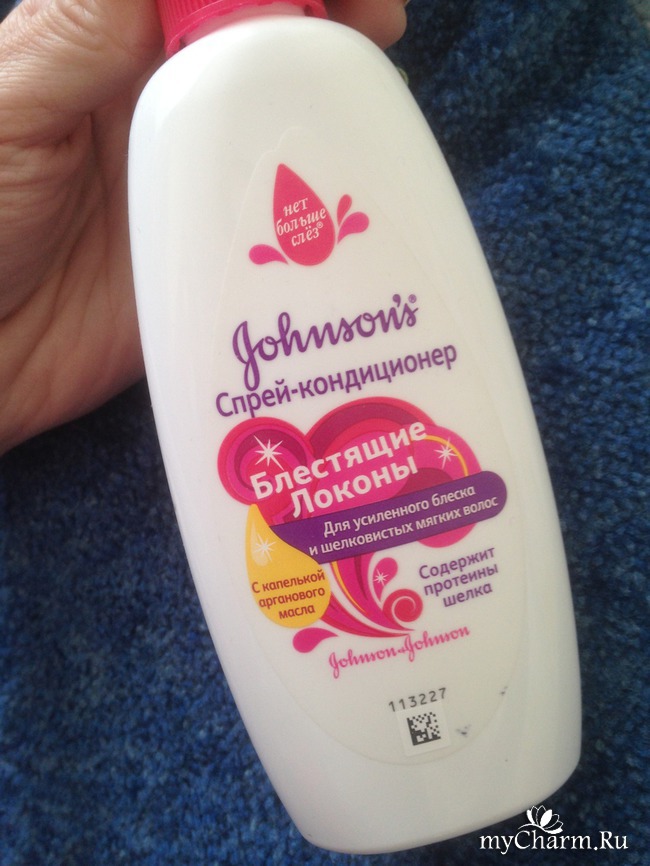 нет
больше
слёз®
Johnson's®
Спрей-кондиционер
Блестящие
Локоны
Для усиленного блеска
и шелковистых мягких волос
С капелькой
арганового
масла
Содержит
протеины
шелка
Johnson & Johnson
113227
myCharm.Ru